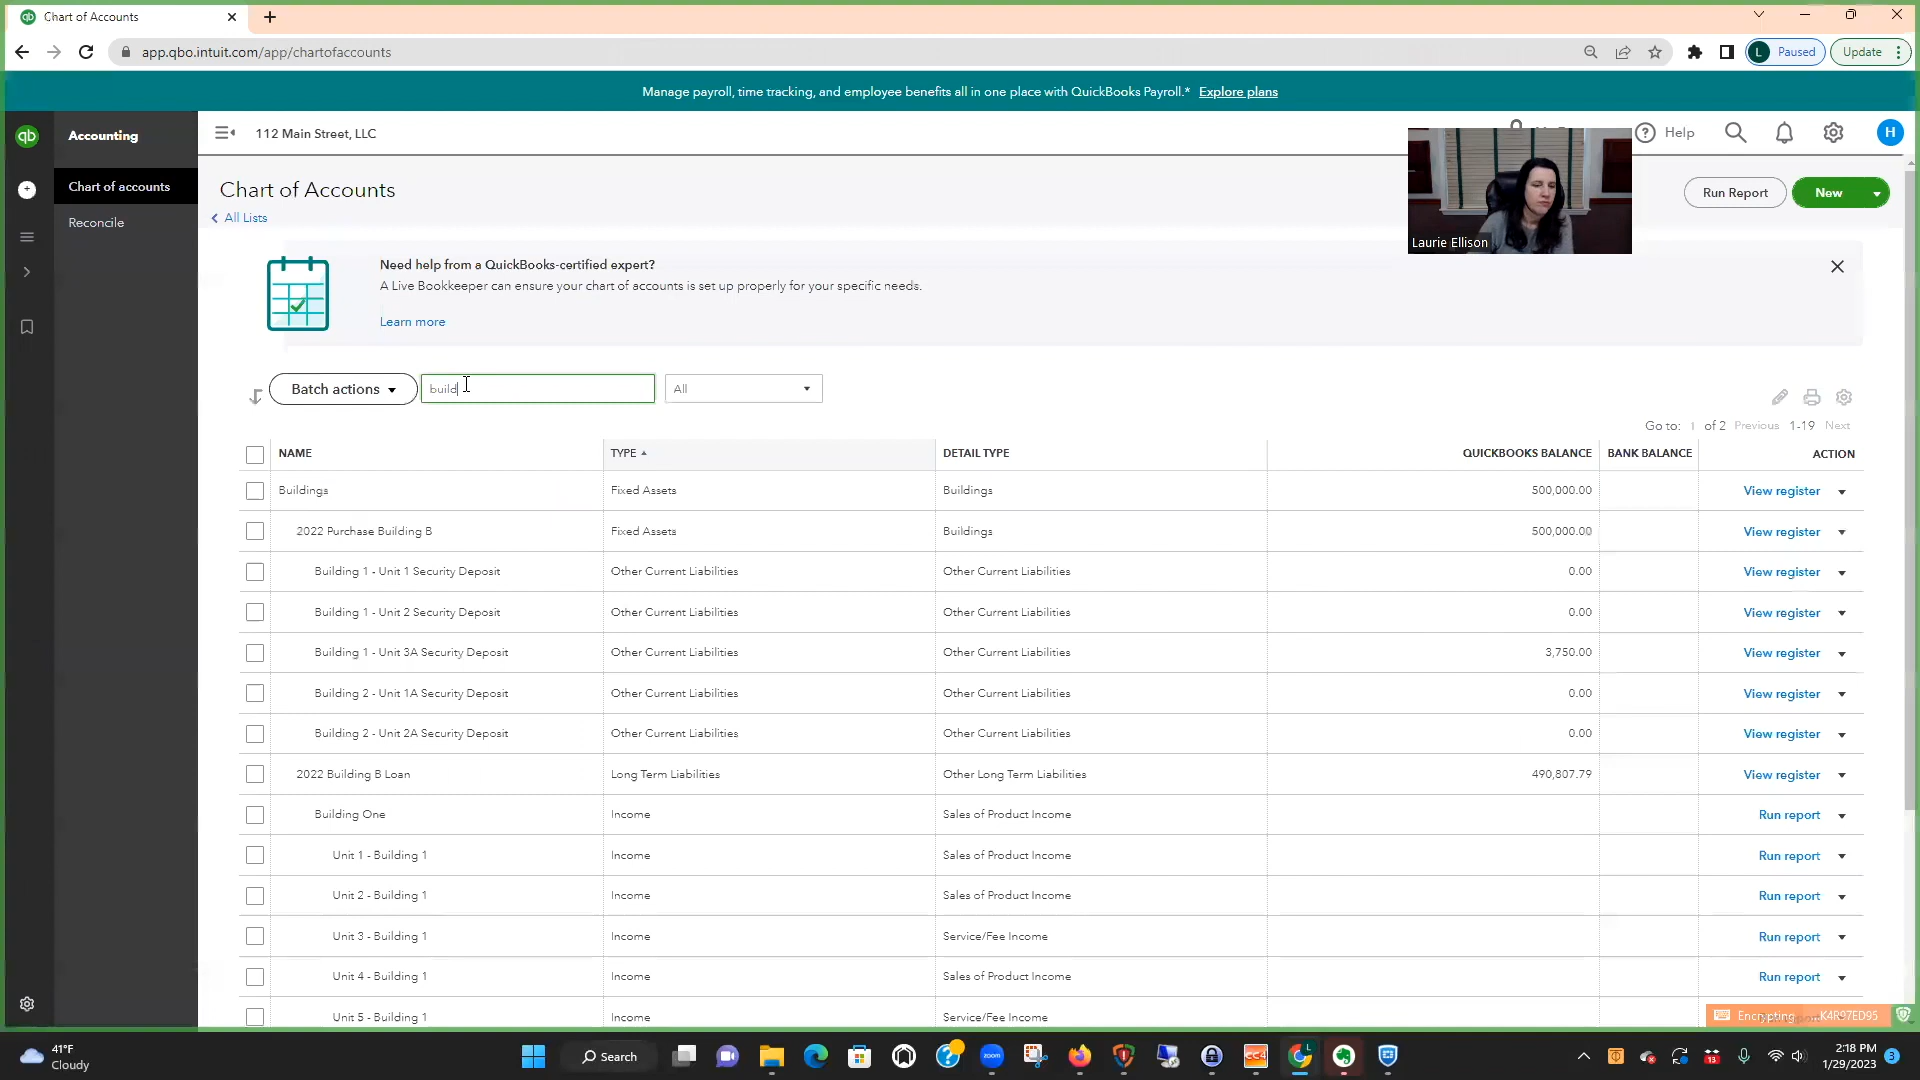 Chart of Accounts
app.qbo.intuit.com/app/chartofaccounts
L Paused
Update
Manage payroll, time tracking, and employee benefits all in one place with QuickBooks Payroll.* Explore plans
qb
Accounting
112 Main Street, LLC
Help
H
Chart of accounts
Reconcile
Chart of Accounts
All Lists
Run Report
New
Laurie Ellison
Need help from a QuickBooks-certified expert?
A Live Bookkeeper can ensure your chart of accounts is set up properly for your specific needs.
Learn more
Batch actions
build
All
Go to: 1 of 2 Previous 1-19 Next
NAME TYPE DETAIL TYPE QUICKBOOKS BALANCE BANK BALANCE ACTION
Buildings Fixed Assets Buildings 500,000.00 View register
2022 Purchase Building B Fixed Assets Buildings 500,000.00 View register
Building 1 - Unit 1 Security Deposit Other Current Liabilities Other Current Liabilities 0.00 View register
Building 1 - Unit 2 Security Deposit Other Current Liabilities Other Current Liabilities 0.00 View register
Building 1 - Unit 3A Security Deposit Other Current Liabilities Other Current Liabilities 3,750.00 View register
Building 2 - Unit 1A Security Deposit Other Current Liabilities Other Current Liabilities 0.00 View register
Building 2 - Unit 2A Security Deposit Other Current Liabilities Other Current Liabilities 0.00 View register
2022 Building B Loan Long Term Liabilities Other Long Term Liabilities 490,807.79 View register
Building One Income Sales of Product Income Run report
Unit 1 - Building 1 Income Sales of Product Income Run report
Unit 2 - Building 1 Income Sales of Product Income Run report
Unit 3 - Building 1 Income Service/Fee Income Run report
Unit 4 - Building 1 Income Sales of Product Income Run report
Unit 5 - Building 1 Income Service/Fee Income
Encrypting K4R97ED95
41°F
Cloudy
Search
zoom
CC4
13
2:18 PM
1/29/2023
3